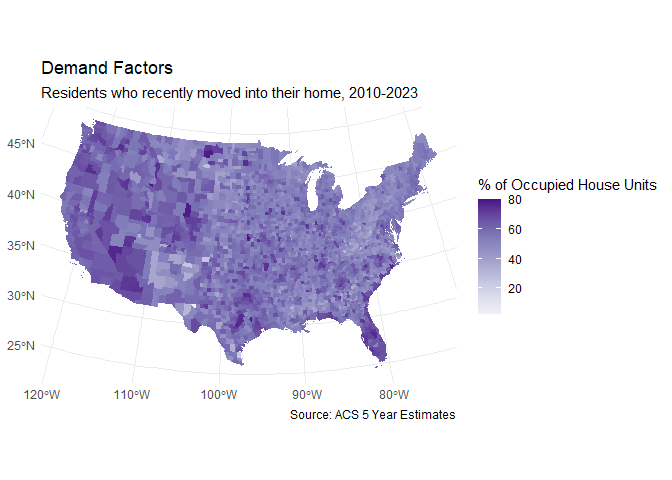 Demand Factors
Residents who recently moved into their home, 2010-2023
45°N
40°N
35°N
30°N
25°N
120°W
110°W
100°W
90°W
80°W
% of Occupied House Units
80
60
40
20
Source: ACS 5 Year Estimates